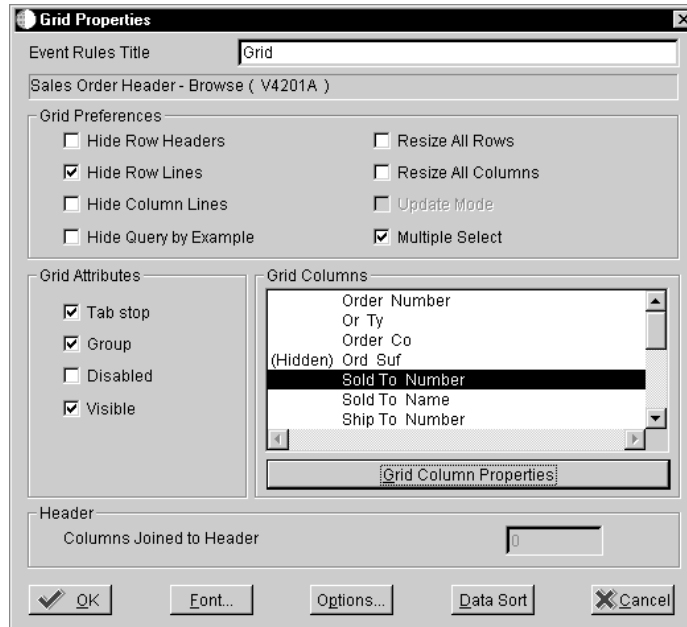 Grid Properties
Event Rules Title Grid
Sales Order Header - Browse ( V4201A )
Grid Preferences
Hide Row Headers Resize All Rows
Hide Row Lines Resize All Columns
Hide Column Lines Update Mode
Hide Query by Example Multiple Select
Grid Attributes
Tab stop
Group
Disabled
Visible
Grid Columns
Order Number
Or Ty
Order Co
(Hidden) Ord Suf
Sold To Number
Sold To Name
Ship To Number
Grid Column Properties
Header
Columns Joined to Header 0
OK Font... Options... Data Sort Cancel